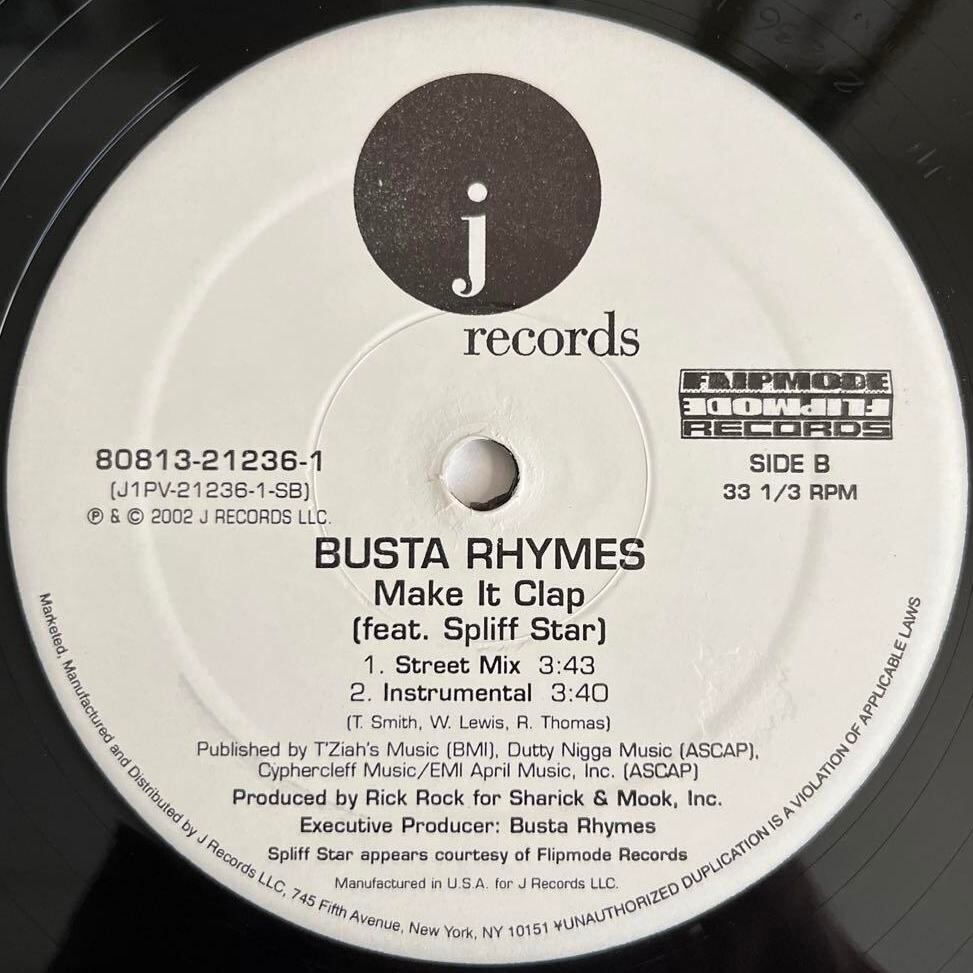 j
records
FLIPMODE
FLIPMODE
RECORDS
80813-21236-1
(J1PV-21236-1-SB)
℗ & © 2002 J RECORDS LLC.
SIDE B
33 1/3 RPM
BUSTA RHYMES
Make It Clap
(feat. Spliff Star)
1. Street Mix 3:43
2. Instrumental 3:40
(T. Smith, W. Lewis, R. Thomas)
Published by T'Ziah's Music (BMI), Dutty Nigga Music (ASCAP),
Cyphercleff Music/EMI April Music, Inc. (ASCAP)
Produced by Rick Rock for Sharick & Mook, Inc.
Executive Producer: Busta Rhymes
Spliff Star appears courtesy of Flipmode Records
Manufactured in U.S.A. for J Records LLC.
Marketed, Manufactured and Distributed by J Records LLC, 745 Fifth Avenue, New York, NY 10151 ¥UNAUTHORIZED DUPLICATION IS A VIOLATION OF APPLICABLE LAWS